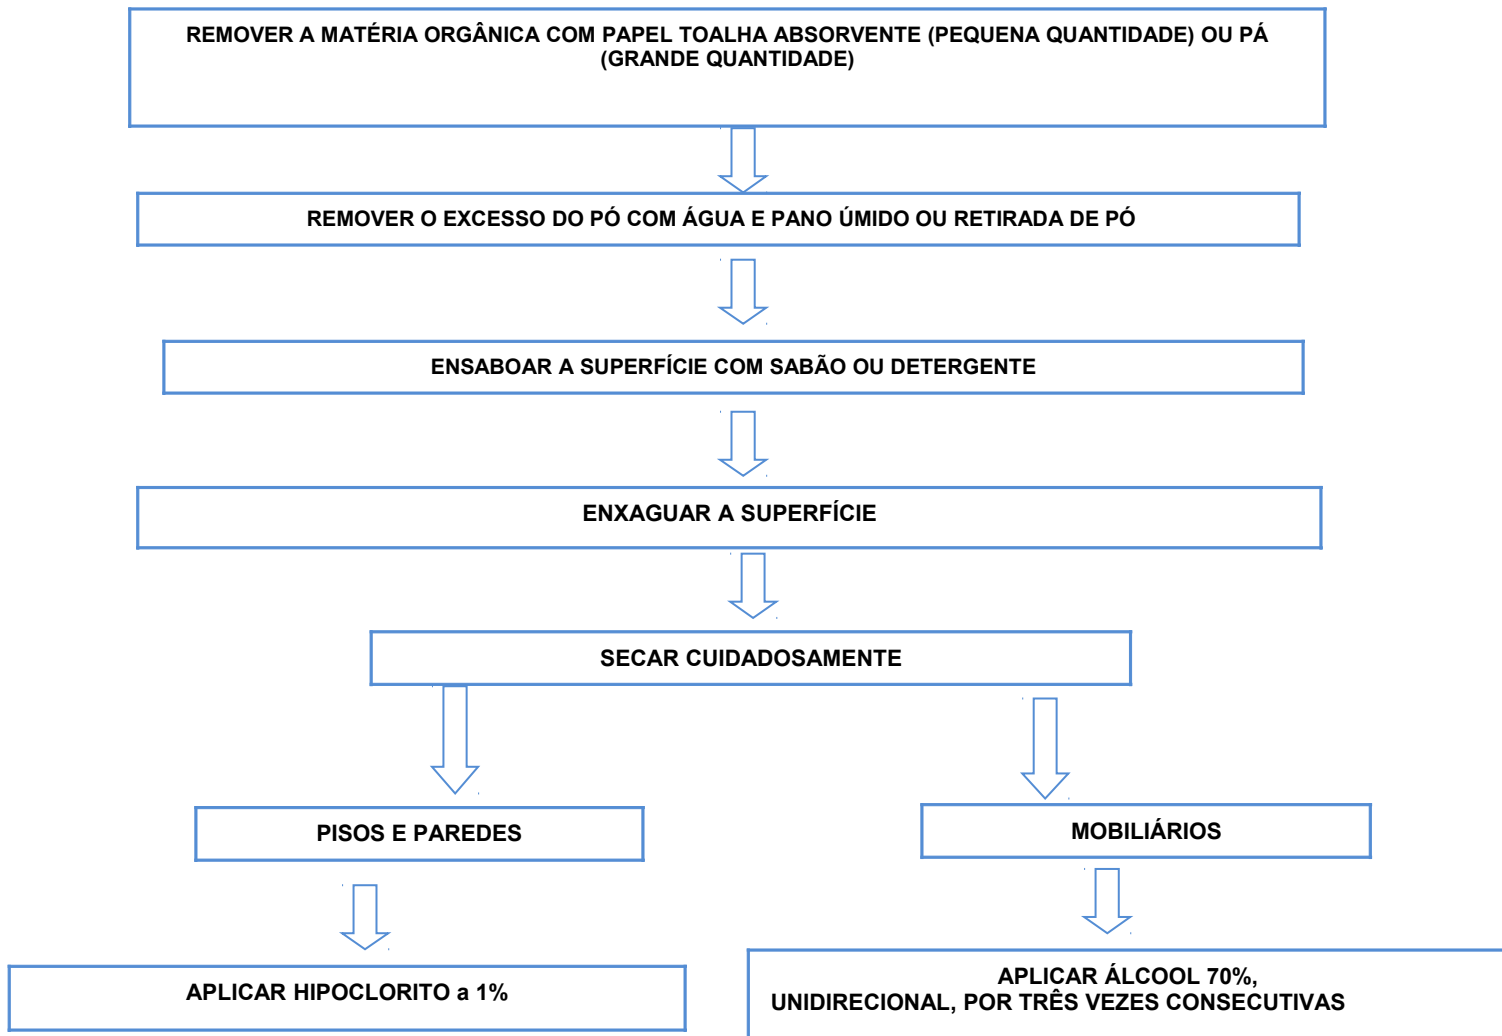 REMOVER A MATÉRIA ORGÂNICA COM PAPEL TOALHA ABSORVENTE (PEQUENA QUANTIDADE) OU PÁ
(GRANDE QUANTIDADE)
REMOVER O EXCESSO DO PÓ COM ÁGUA E PANO ÚMIDO OU RETIRADA DE PÓ
ENSABOAR A SUPERFÍCIE COM SABÃO OU DETERGENTE
ENXAGUAR A SUPERFÍCIE
SECAR CUIDADOSAMENTE
PISOS E PAREDES
MOBILIÁRIOS
APLICAR HIPOCLORITO a 1%
APLICAR ÁLCOOL 70%,
UNIDIRECIONAL, POR TRÊS VEZES CONSECUTIVAS